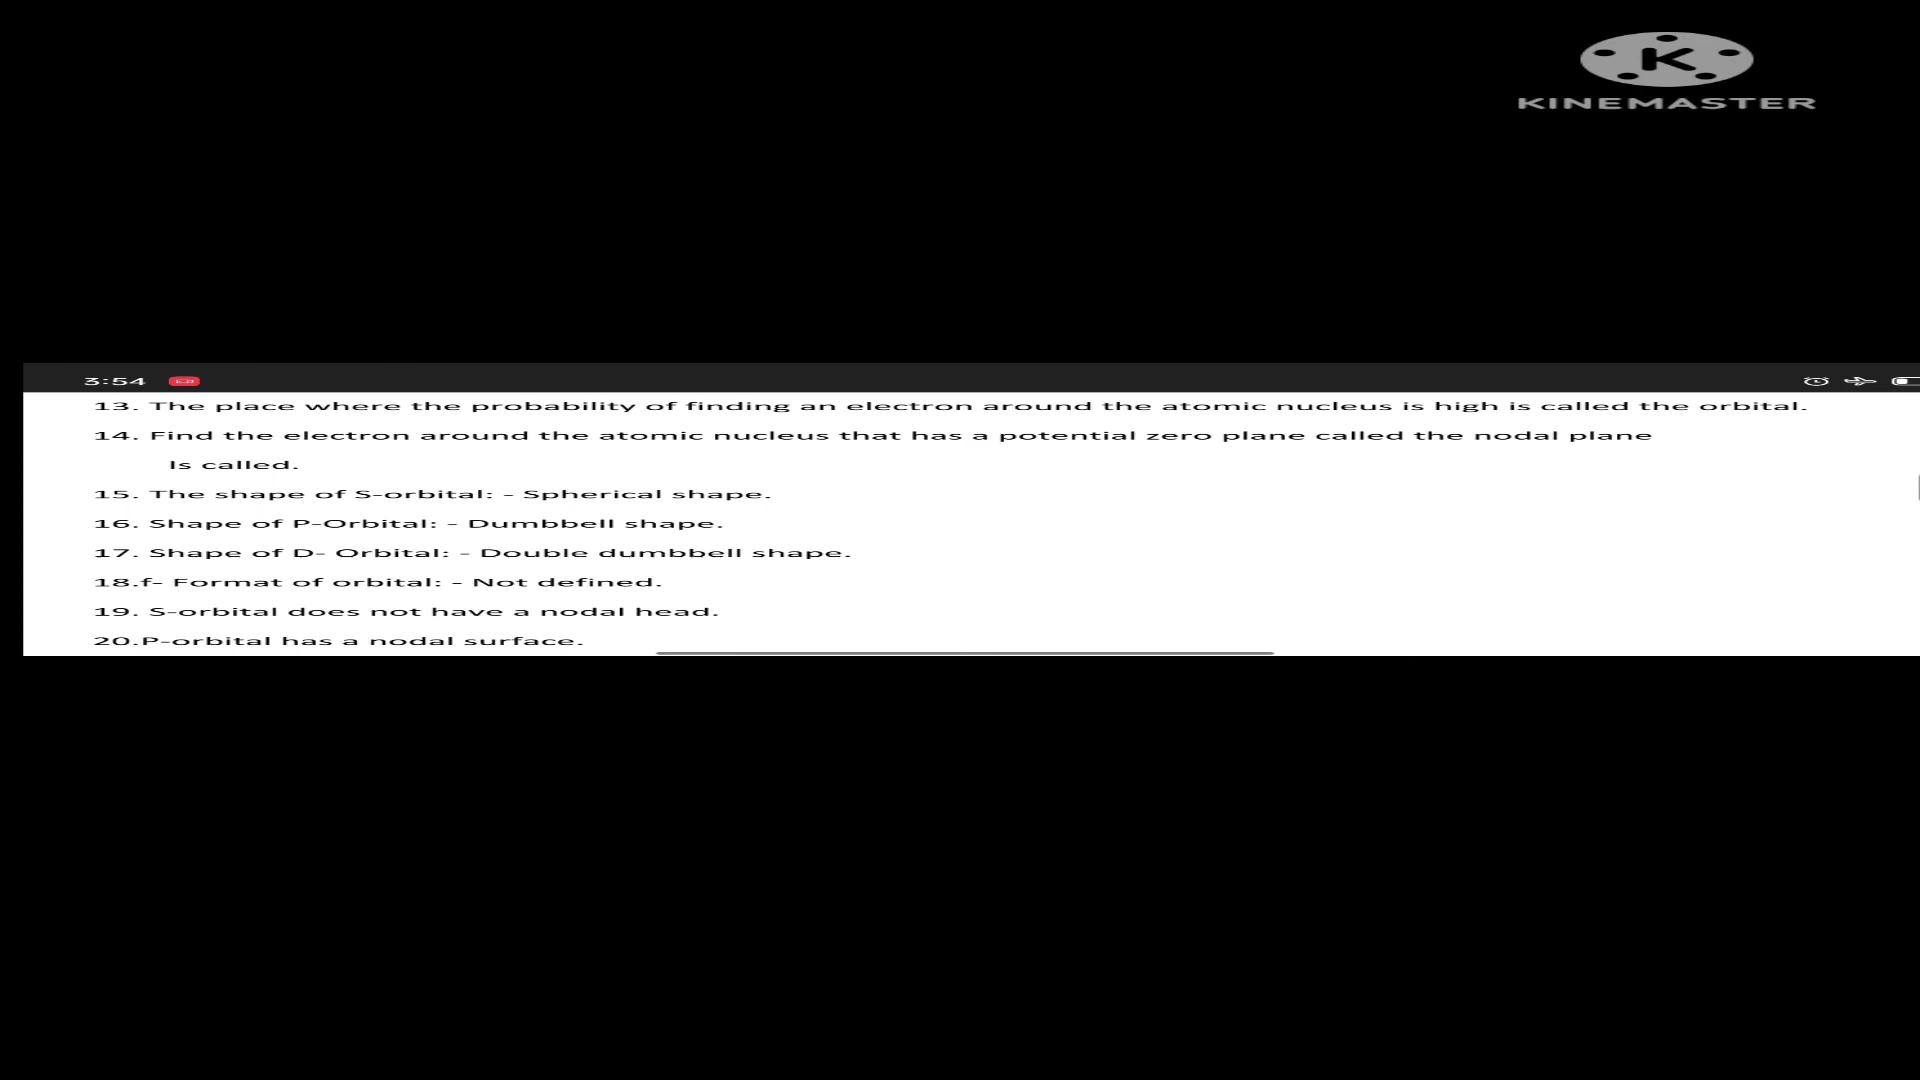 K
KINEMASTER
3:54
13. The place where the probability of finding an electron around the atomic nucleus is high is called the orbital.
14. Find the electron around the atomic nucleus that has a potential zero plane called the nodal plane
Is called.
15. The shape of S-orbital: - Spherical shape.
16. Shape of P-Orbital: - Dumbbell shape.
17. Shape of D- Orbital: - Double dumbbell shape.
18.f- Format of orbital: - Not defined.
19. S-orbital does not have a nodal head.
20.P-orbital has a nodal surface.